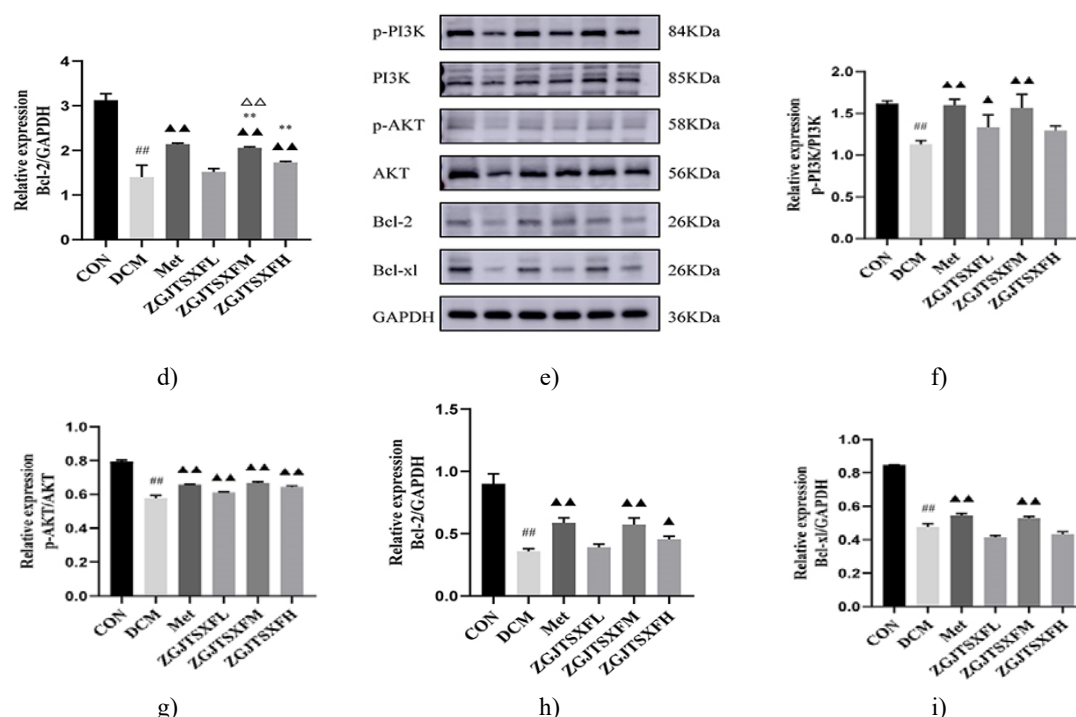 Relative expression
Bcl-2/GAPDH
4
3
2
1
0
##
▲▲
△△
**
▲▲
**
▲▲
CON
DCM
Met
ZGJTSXFL
ZGJTSXFM
ZGJTSXFH
d)
p-PI3K 84KDa
PI3K 85KDa
p-AKT 58KDa
AKT 56KDa
Bcl-2 26KDa
Bcl-xl 26KDa
GAPDH 36KDa
e)
Relative expression
p-PI3K/PI3K
2.0
1.5
1.0
0.5
0.0
##
▲▲
▲
▲▲
CON
DCM
Met
ZGJTSXFL
ZGJTSXFM
ZGJTSXFH
f)
Relative expression
p-AKT/AKT
1.0
0.8
0.6
0.4
0.2
0.0
##
▲▲
▲▲
▲▲
▲▲
CON
DCM
Met
ZGJTSXFL
ZGJTSXFM
ZGJTSXFH
g)
Relative expression
Bcl-2/GAPDH
1.5
1.0
0.5
0.0
##
▲▲
▲▲
▲
CON
DCM
Met
ZGJTSXFL
ZGJTSXFM
ZGJTSXFH
h)
Relative expression
Bcl-xl/GAPDH
1.0
0.8
0.6
0.4
0.2
0.0
##
▲▲
▲▲
CON
DCM
Met
ZGJTSXFL
ZGJTSXFM
ZGJTSXFH
i)